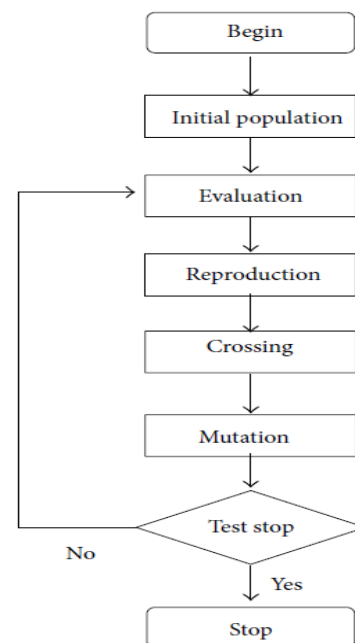 Begin
Initial population
Evaluation
Reproduction
Crossing
Mutation
Test stop
No
Yes
Stop